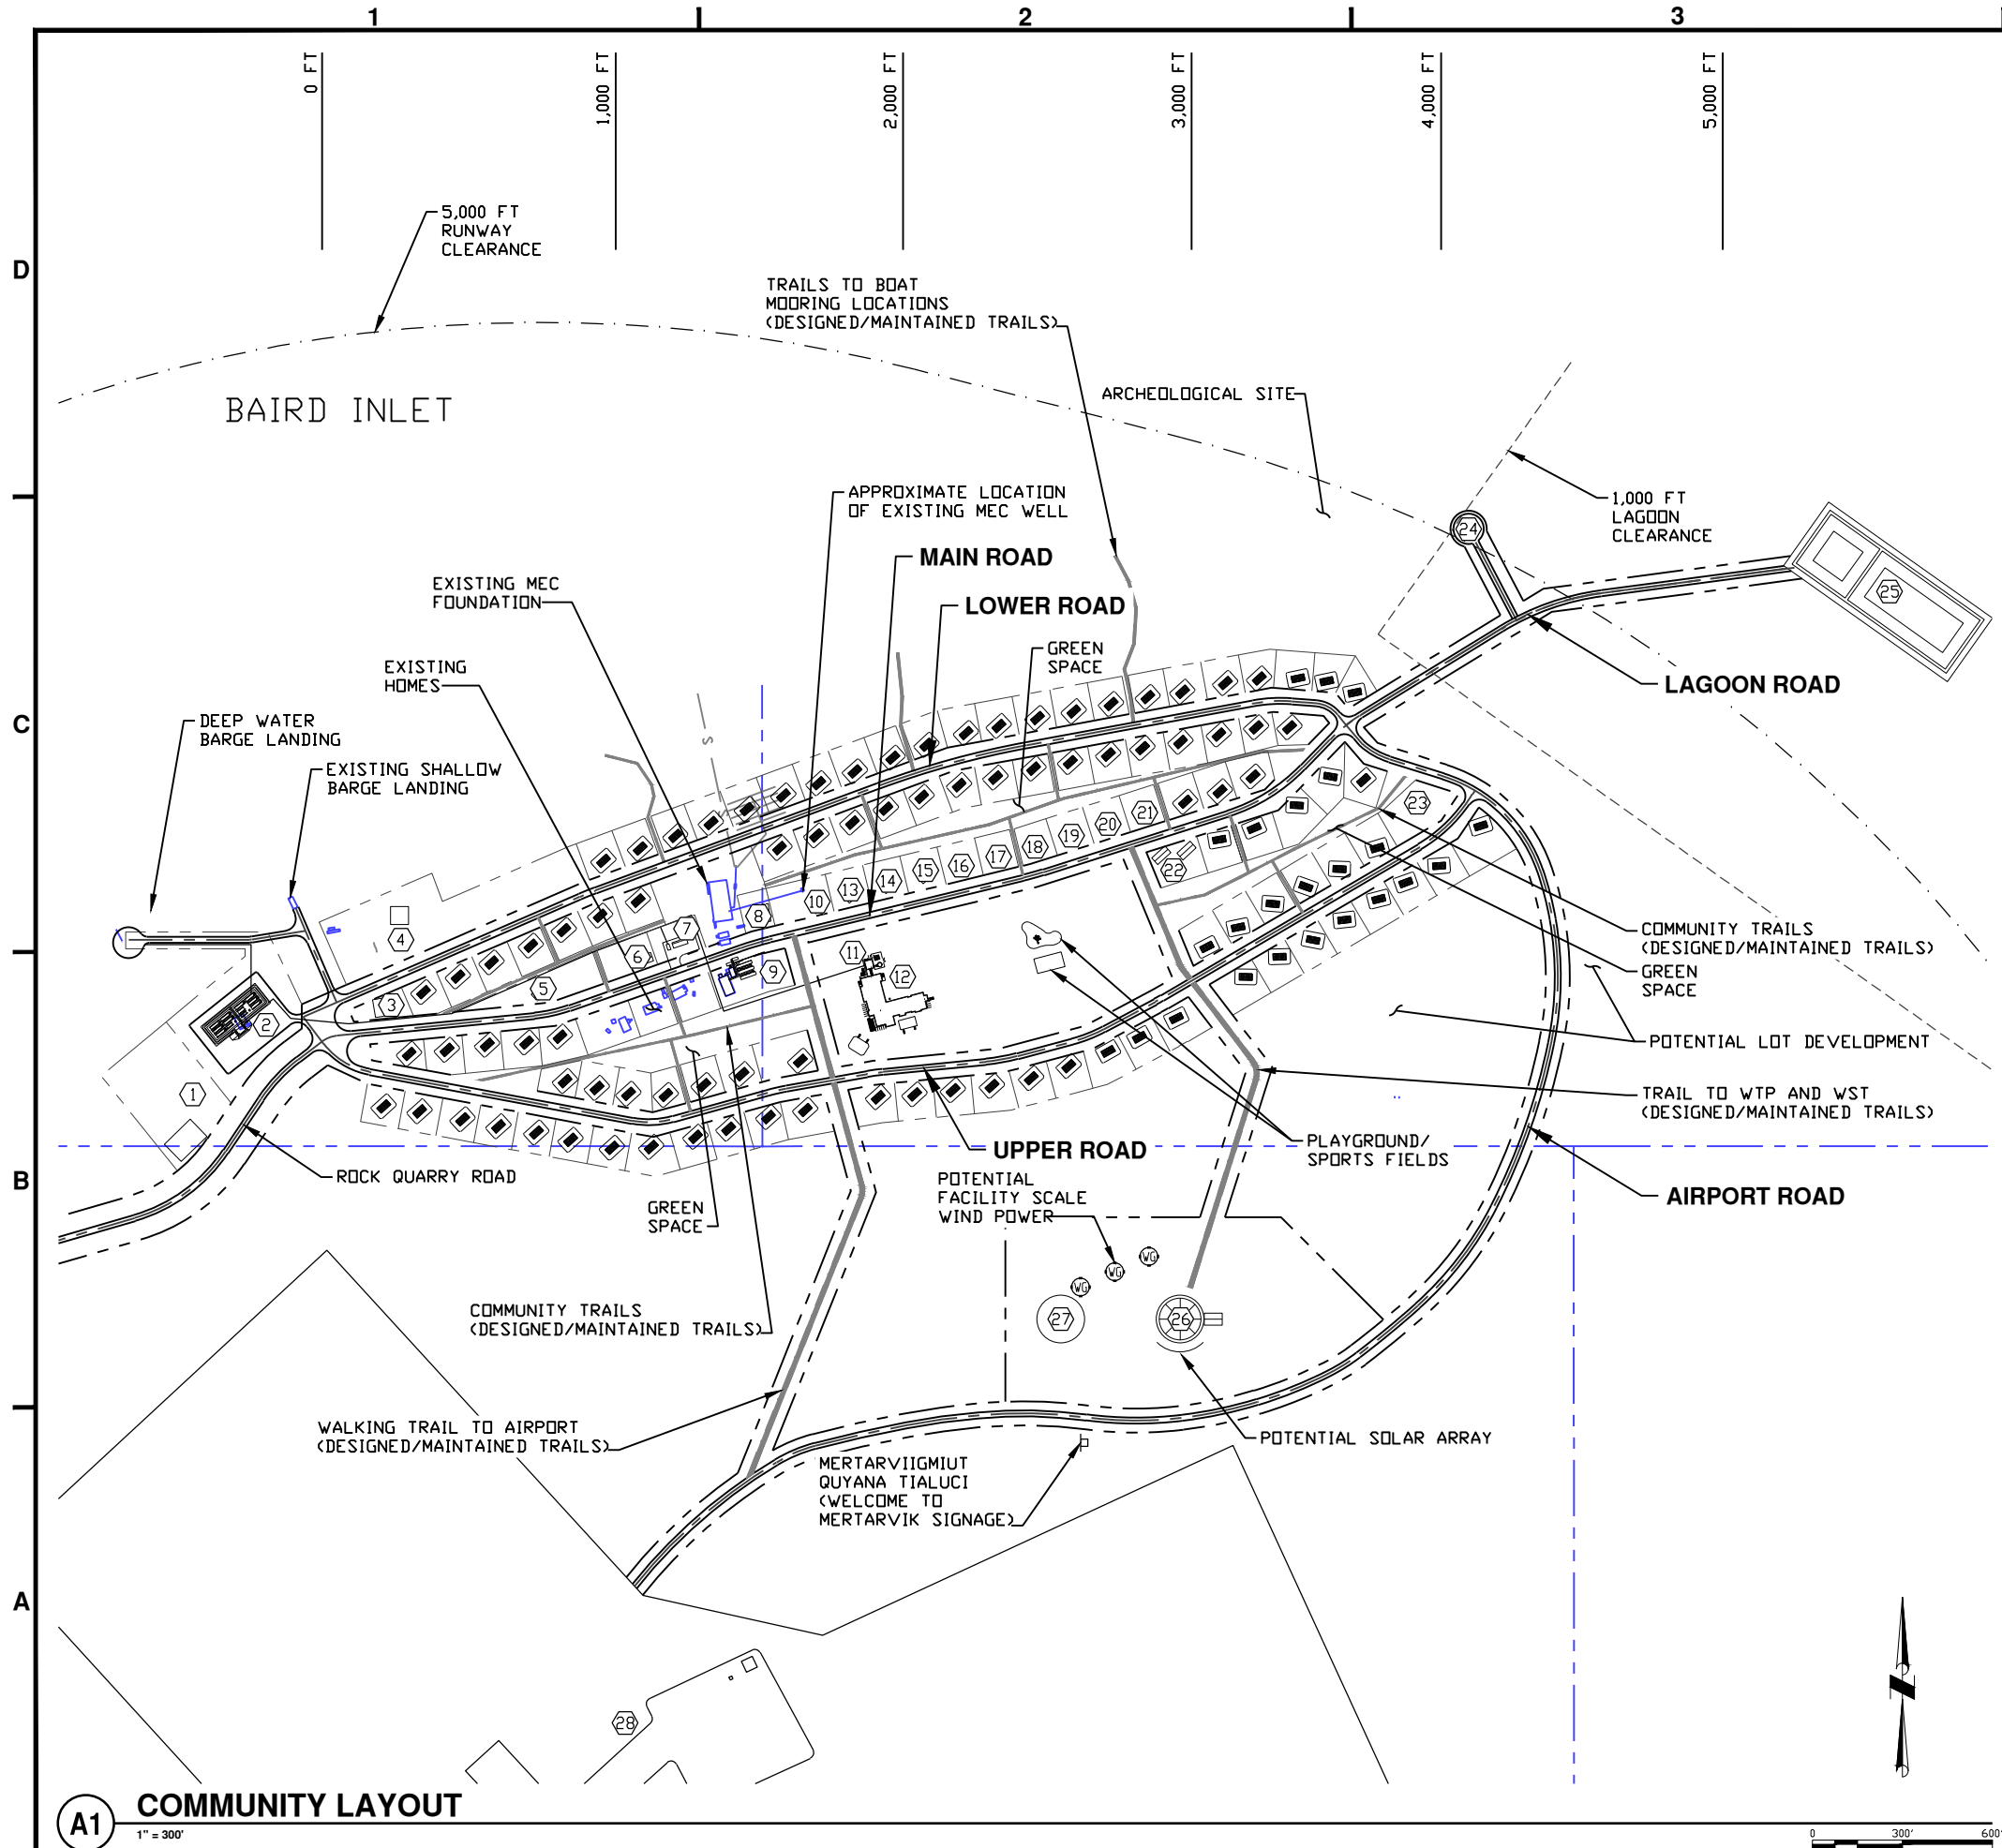 1
2
3
0 FT
1,000 FT
2,000 FT
3,000 FT
4,000 FT
5,000 FT
D
C
B
A
5,000 FT
RUNWAY
CLEARANCE
BAIRD INLET
TRAILS TO BOAT
MOORING LOCATIONS
(DESIGNED/MAINTAINED TRAILS)
ARCHEOLOGICAL SITE
1,000 FT
LAGOON
CLEARANCE
APPROXIMATE LOCATION
OF EXISTING MEC WELL
MAIN ROAD
LOWER ROAD
EXISTING MEC
FOUNDATION
GREEN
SPACE
EXISTING
HOMES
LAGOON ROAD
DEEP WATER
BARGE LANDING
EXISTING SHALLOW
BARGE LANDING
S
24
25
23
22
21
20
19
18
17
16
15
14
13
10
8
7
6
5
4
3
2
1
9
11
12
COMMUNITY TRAILS
(DESIGNED/MAINTAINED TRAILS)
GREEN
SPACE
POTENTIAL LOT DEVELOPMENT
TRAIL TO WTP AND WST
(DESIGNED/MAINTAINED TRAILS)
PLAYGROUND/
SPORTS FIELDS
UPPER ROAD
ROCK QUARRY ROAD
AIRPORT ROAD
POTENTIAL
FACILITY SCALE
WIND POWER
GREEN
SPACE
WG
WG
WG
27
26
COMMUNITY TRAILS
(DESIGNED/MAINTAINED TRAILS)
WALKING TRAIL TO AIRPORT
(DESIGNED/MAINTAINED TRAILS)
POTENTIAL SOLAR ARRAY
MERTARVIIGMIUT
QUYANA TIALUCI
(WELCOME TO
MERTARVIK SIGNAGE)
28
A1
COMMUNITY LAYOUT
1" = 300'
0 300' 600'